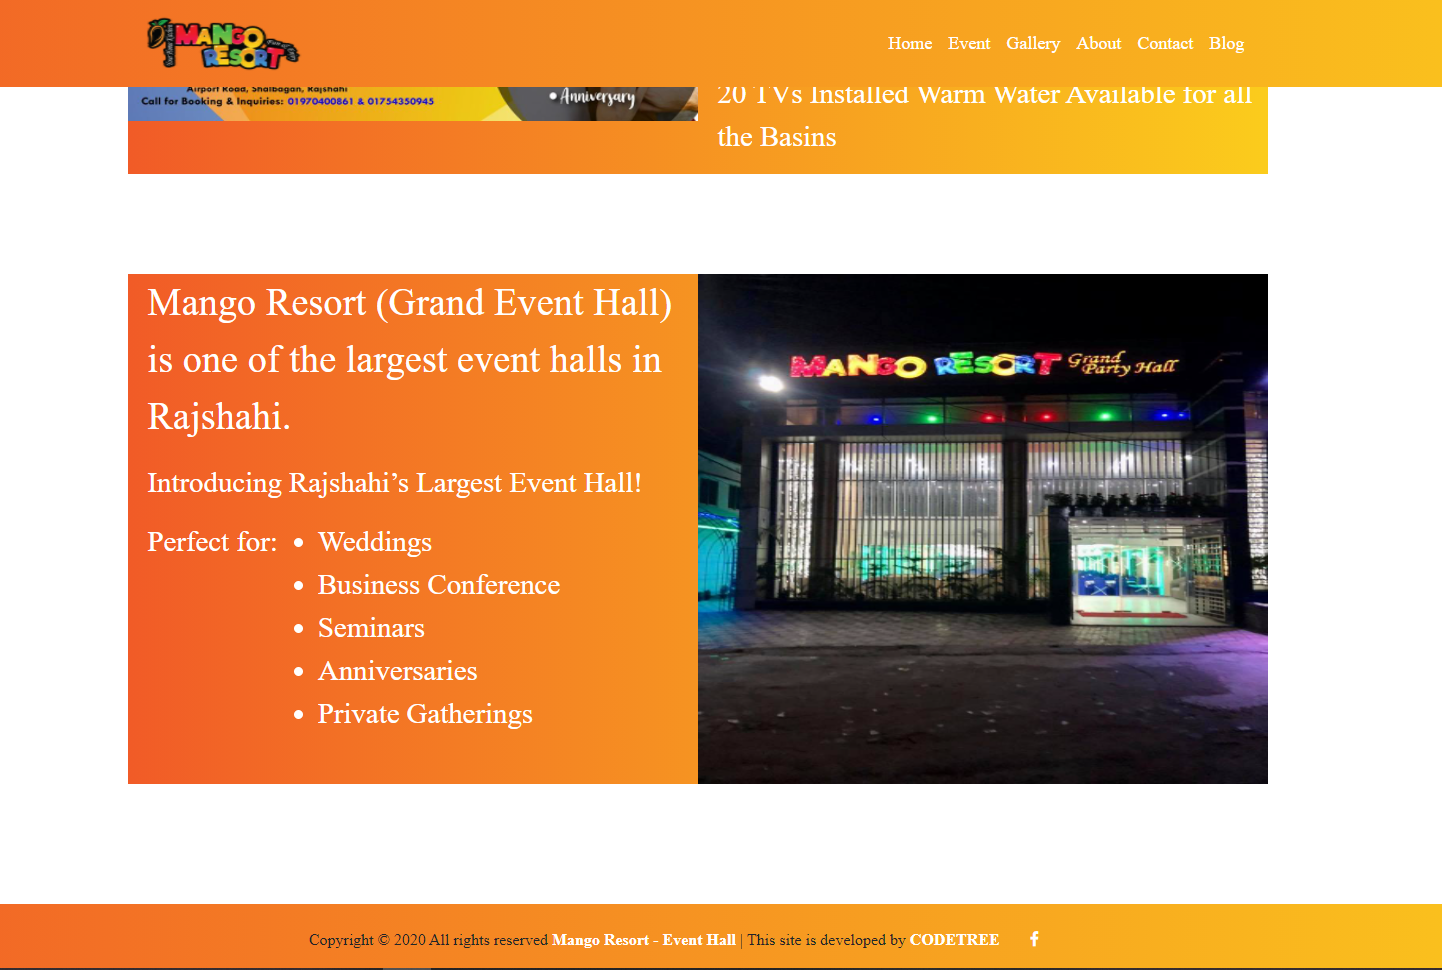 MANGO
RESORT
Home Event Gallery About Contact Blog
Airport Road, Shalbagan, Rajshahi
Call for Booking & Inquiries: 01970400861 & 01754350945
• Anniversary
20 TVs Installed Warm Water Available for all
the Basins
Mango Resort (Grand Event Hall)
is one of the largest event halls in
Rajshahi.
Introducing Rajshahi’s Largest Event Hall!
Perfect for:
• Weddings
• Business Conference
• Seminars
• Anniversaries
• Private Gatherings
MANGO RESORT Grand
Party Hall
Copyright © 2020 All rights reserved Mango Resort - Event Hall | This site is developed by CODETREE